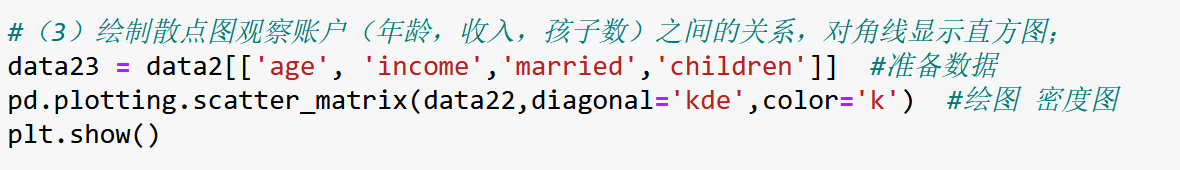 #（3）绘制散点图观察账户（年龄，收入，孩子数）之间的关系，对角线显示直方图；
data23 = data2[['age', 'income','married','children']]  #准备数据
pd.plotting.scatter_matrix(data22,diagonal='kde',color='k')  #绘图 密度图
plt.show()